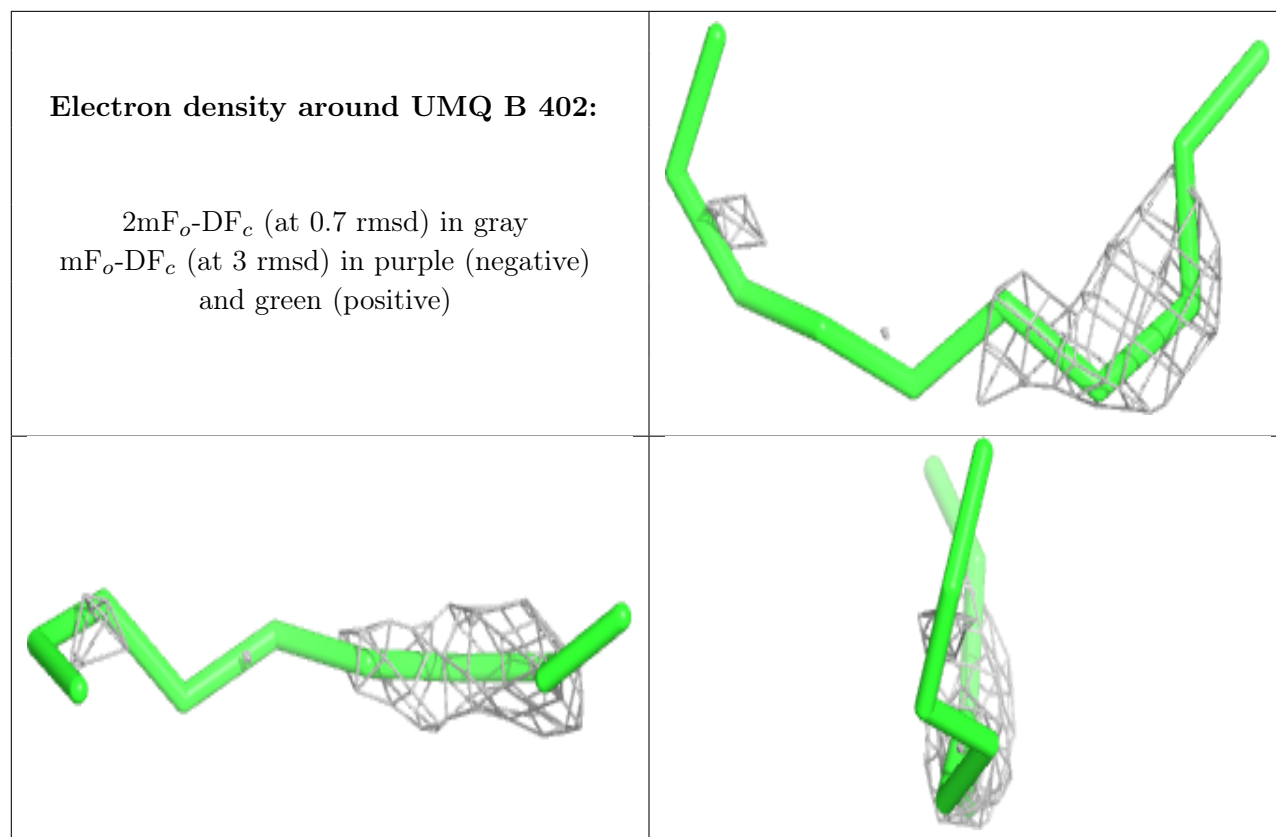 Electron density around UMQ B 402:
2mFo-DFc (at 0.7 rmsd) in gray
mFo-DFc (at 3 rmsd) in purple (negative)
and green (positive)